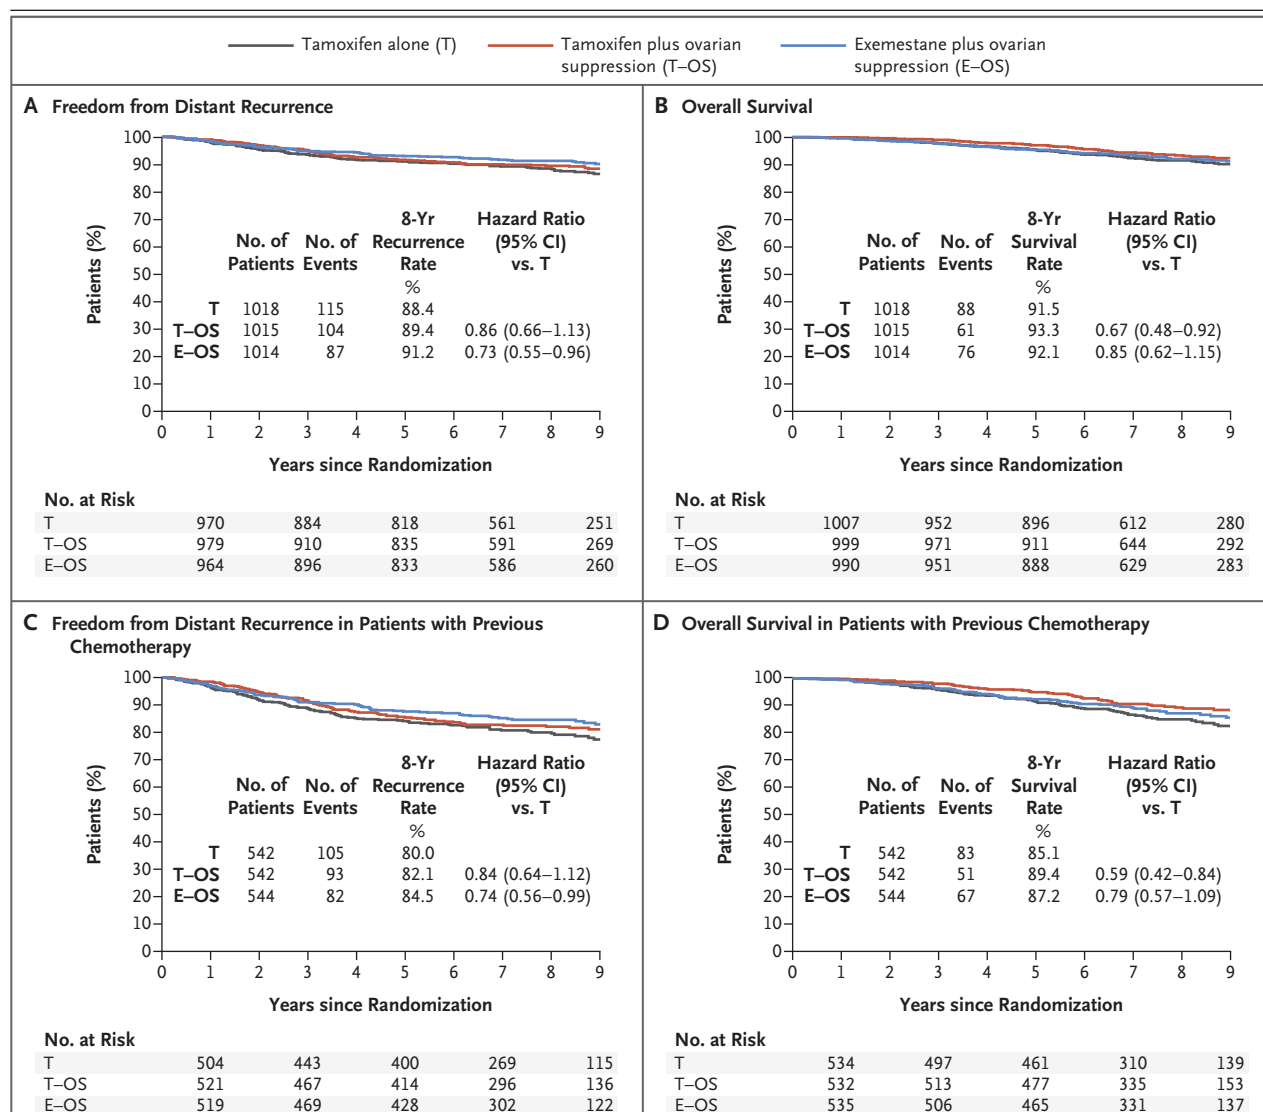 Tamoxifen alone (T)
Tamoxifen plus ovarian
suppression (T–OS)
Exemestane plus ovarian
suppression (E–OS)
A Freedom from Distant Recurrence
Patients (%)
100
90
80
70
60
50
40
30
20
10
0
0 1 2 3 4 5 6 7 8 9
Years since Randomization
8-Yr Hazard Ratio
No. of No. of Recurrence (95% CI)
Patients Events Rate vs. T
%
T 1018 115 88.4
T–OS 1015 104 89.4 0.86 (0.66–1.13)
E–OS 1014 87 91.2 0.73 (0.55–0.96)
No. at Risk
T 970 884 818 561 251
T–OS 979 910 835 591 269
E–OS 964 896 833 586 260
B Overall Survival
Patients (%)
100
90
80
70
60
50
40
30
20
10
0
0 1 2 3 4 5 6 7 8 9
Years since Randomization
8-Yr Hazard Ratio
No. of No. of Survival (95% CI)
Patients Events Rate vs. T
%
T 1018 88 91.5
T–OS 1015 61 93.3 0.67 (0.48–0.92)
E–OS 1014 76 92.1 0.85 (0.62–1.15)
No. at Risk
T 1007 952 896 612 280
T–OS 999 971 911 644 292
E–OS 990 951 888 629 283
C Freedom from Distant Recurrence in Patients with Previous
Chemotherapy
Patients (%)
100
90
80
70
60
50
40
30
20
10
0
0 1 2 3 4 5 6 7 8 9
Years since Randomization
8-Yr Hazard Ratio
No. of No. of Recurrence (95% CI)
Patients Events Rate vs. T
%
T 542 105 80.0
T–OS 542 93 82.1 0.84 (0.64–1.12)
E–OS 544 82 84.5 0.74 (0.56–0.99)
No. at Risk
T 504 443 400 269 115
T–OS 521 467 414 296 136
E–OS 519 469 428 302 122
D Overall Survival in Patients with Previous Chemotherapy
Patients (%)
100
90
80
70
60
50
40
30
20
10
0
0 1 2 3 4 5 6 7 8 9
Years since Randomization
8-Yr Hazard Ratio
No. of No. of Survival (95% CI)
Patients Events Rate vs. T
%
T 542 83 85.1
T–OS 542 51 89.4 0.59 (0.42–0.84)
E–OS 544 67 87.2 0.79 (0.57–1.09)
No. at Risk
T 534 497 461 310 139
T–OS 532 513 477 335 153
E–OS 535 506 465 331 137